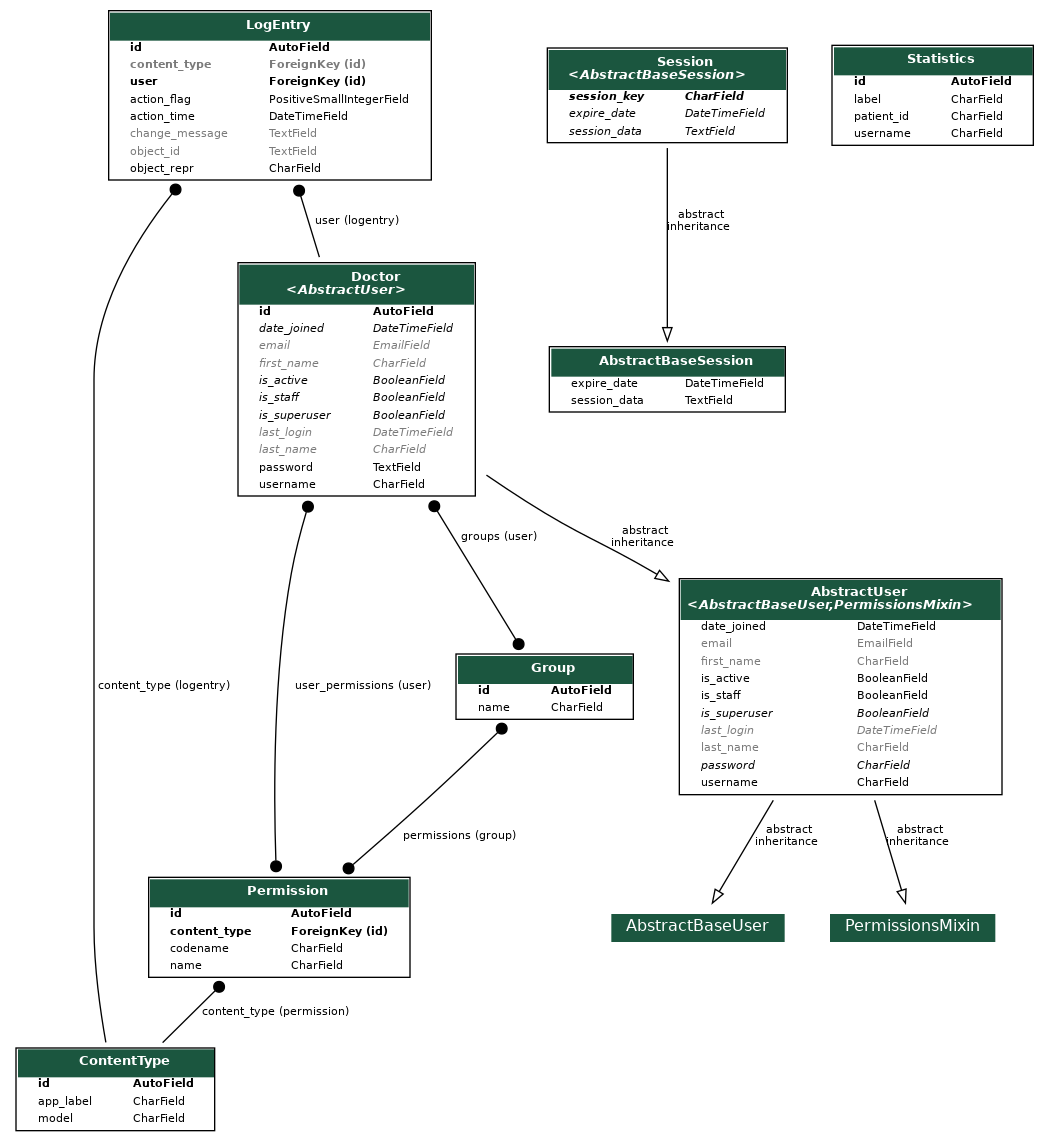 LogEntry
id AutoField
content_type ForeignKey (id)
user ForeignKey (id)
action_flag PositiveSmallIntegerField
action_time DateTimeField
change_message TextField
object_id TextField
object_repr CharField
Session
<AbstractBaseSession>
session_key CharField
expire_date DateTimeField
session_data TextField
Statistics
id AutoField
label CharField
patient_id CharField
username CharField
user (logentry)
abstract
inheritance
Doctor
<AbstractUser>
id AutoField
date_joined DateTimeField
email EmailField
first_name CharField
is_active BooleanField
is_staff BooleanField
is_superuser BooleanField
last_login DateTimeField
last_name CharField
password TextField
username CharField
AbstractBaseSession
expire_date DateTimeField
session_data TextField
groups (user)
abstract
inheritance
AbstractUser
<AbstractBaseUser,PermissionsMixin>
date_joined DateTimeField
email EmailField
first_name CharField
is_active BooleanField
is_staff BooleanField
is_superuser BooleanField
last_login DateTimeField
last_name CharField
password CharField
username CharField
content_type (logentry)
user_permissions (user)
Group
id AutoField
name CharField
permissions (group)
abstract
inheritance
abstract
inheritance
Permission
id AutoField
content_type ForeignKey (id)
codename CharField
name CharField
AbstractBaseUser
PermissionsMixin
content_type (permission)
ContentType
id AutoField
app_label CharField
model CharField